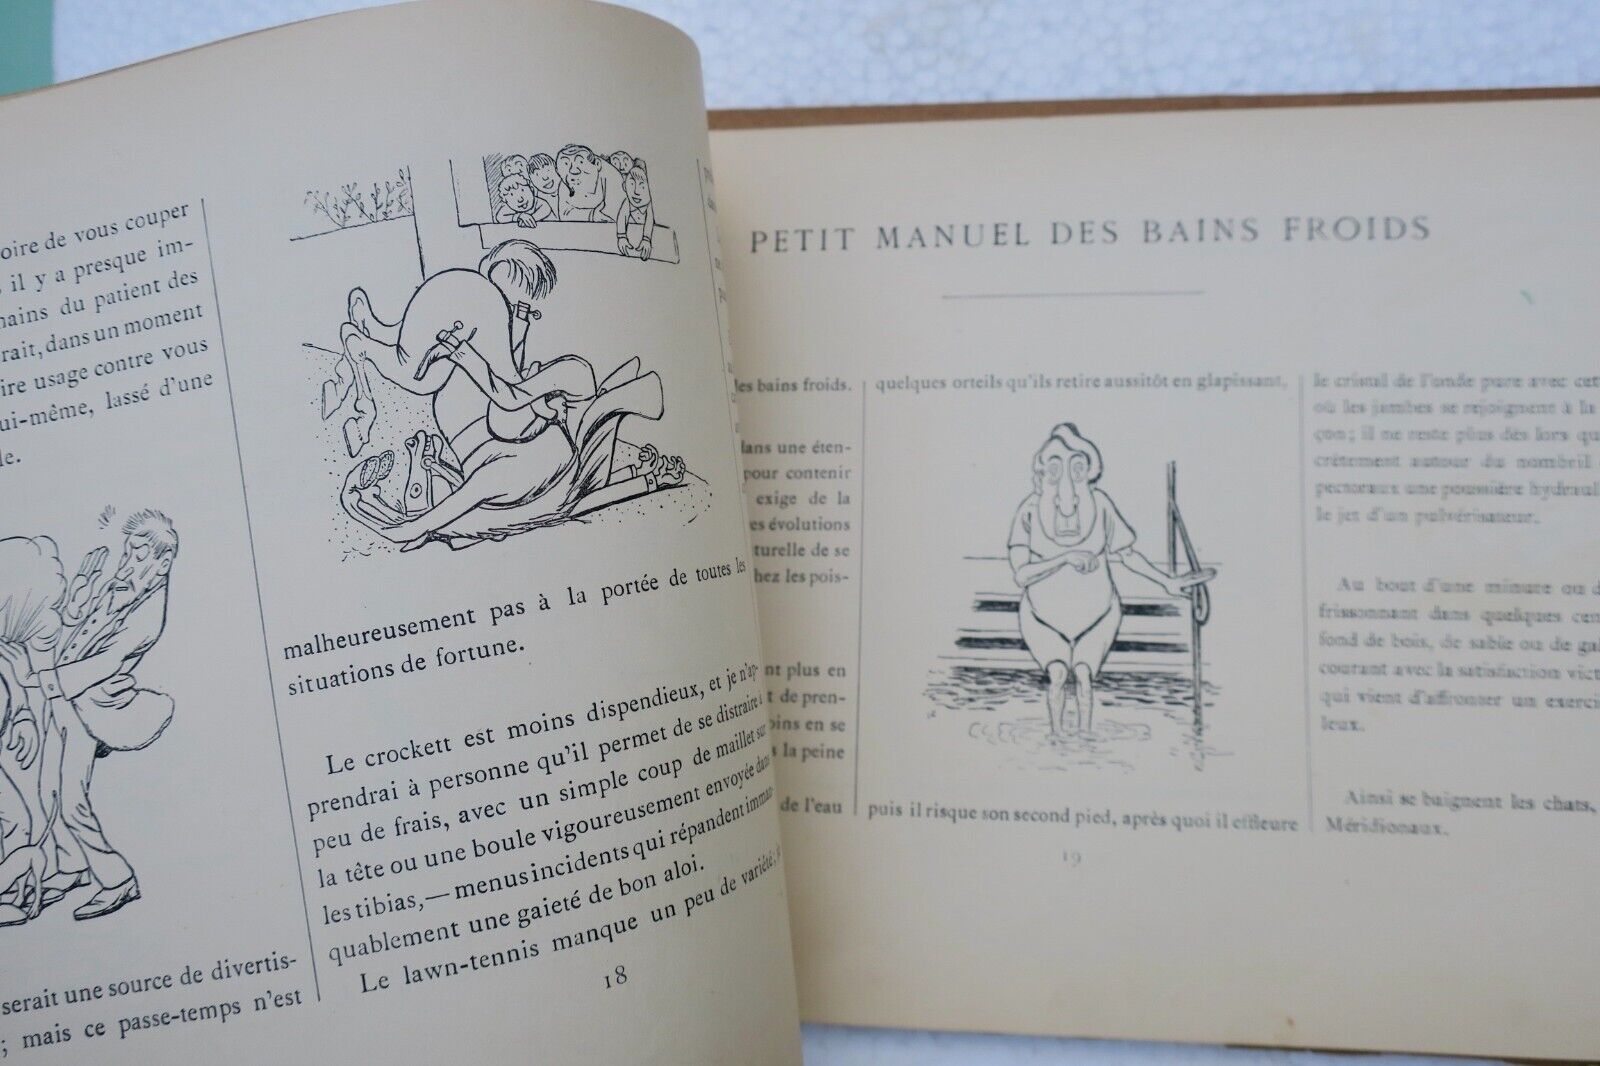 oire de vous couper
il y a presque im-
mains du patient des
rait, dans un moment
ire usage contre vous
ui-même, lassé d'une
le.
serait une source de divertis-
; mais ce passe-temps n'est
malheureusement pas à la portée de toutes les
situations de fortune.
Le crockett est moins dispendieux, et je n'ap-
prendrai à personne qu'il permet de se distraire à
peu de frais, avec un simple coup de maillet sur
la tête ou une boule vigoureusement envoyée dans
les tibias,—menus incidents qui répandent imman-
quablement une gaieté de bon aloi.
Le lawn-tennis manque un peu de variété;
18
PETIT MANUEL DES BAINS FROIDS
des bains froids.
dans une éten-
pour contenir
exige de la
es évolutions
turelle de se
hez les pois-
nt plus en
t de pren-
oins en se
la peine
de l'eau
quelques orteils qu'ils retire aussitôt en glapissant,
puis il risque son second pied, après quoi il effleure
le cristal de l'onde pure avec cet
où les jambes se rejoignent à la
çon; il ne reste plus dès lors qu
crètement autour du nombril
pectoraux une poussière hydraul
le jet d'un pulvérisateur.
Au bout d'une minute ou d
frissonnant dans quelques cen
fond de bois, de sable ou de gal
courant avec la satisfaction vict
qui vient d'affronter un exerci
leux.
Ainsi se baignent les chats,
Méridionaux.
19